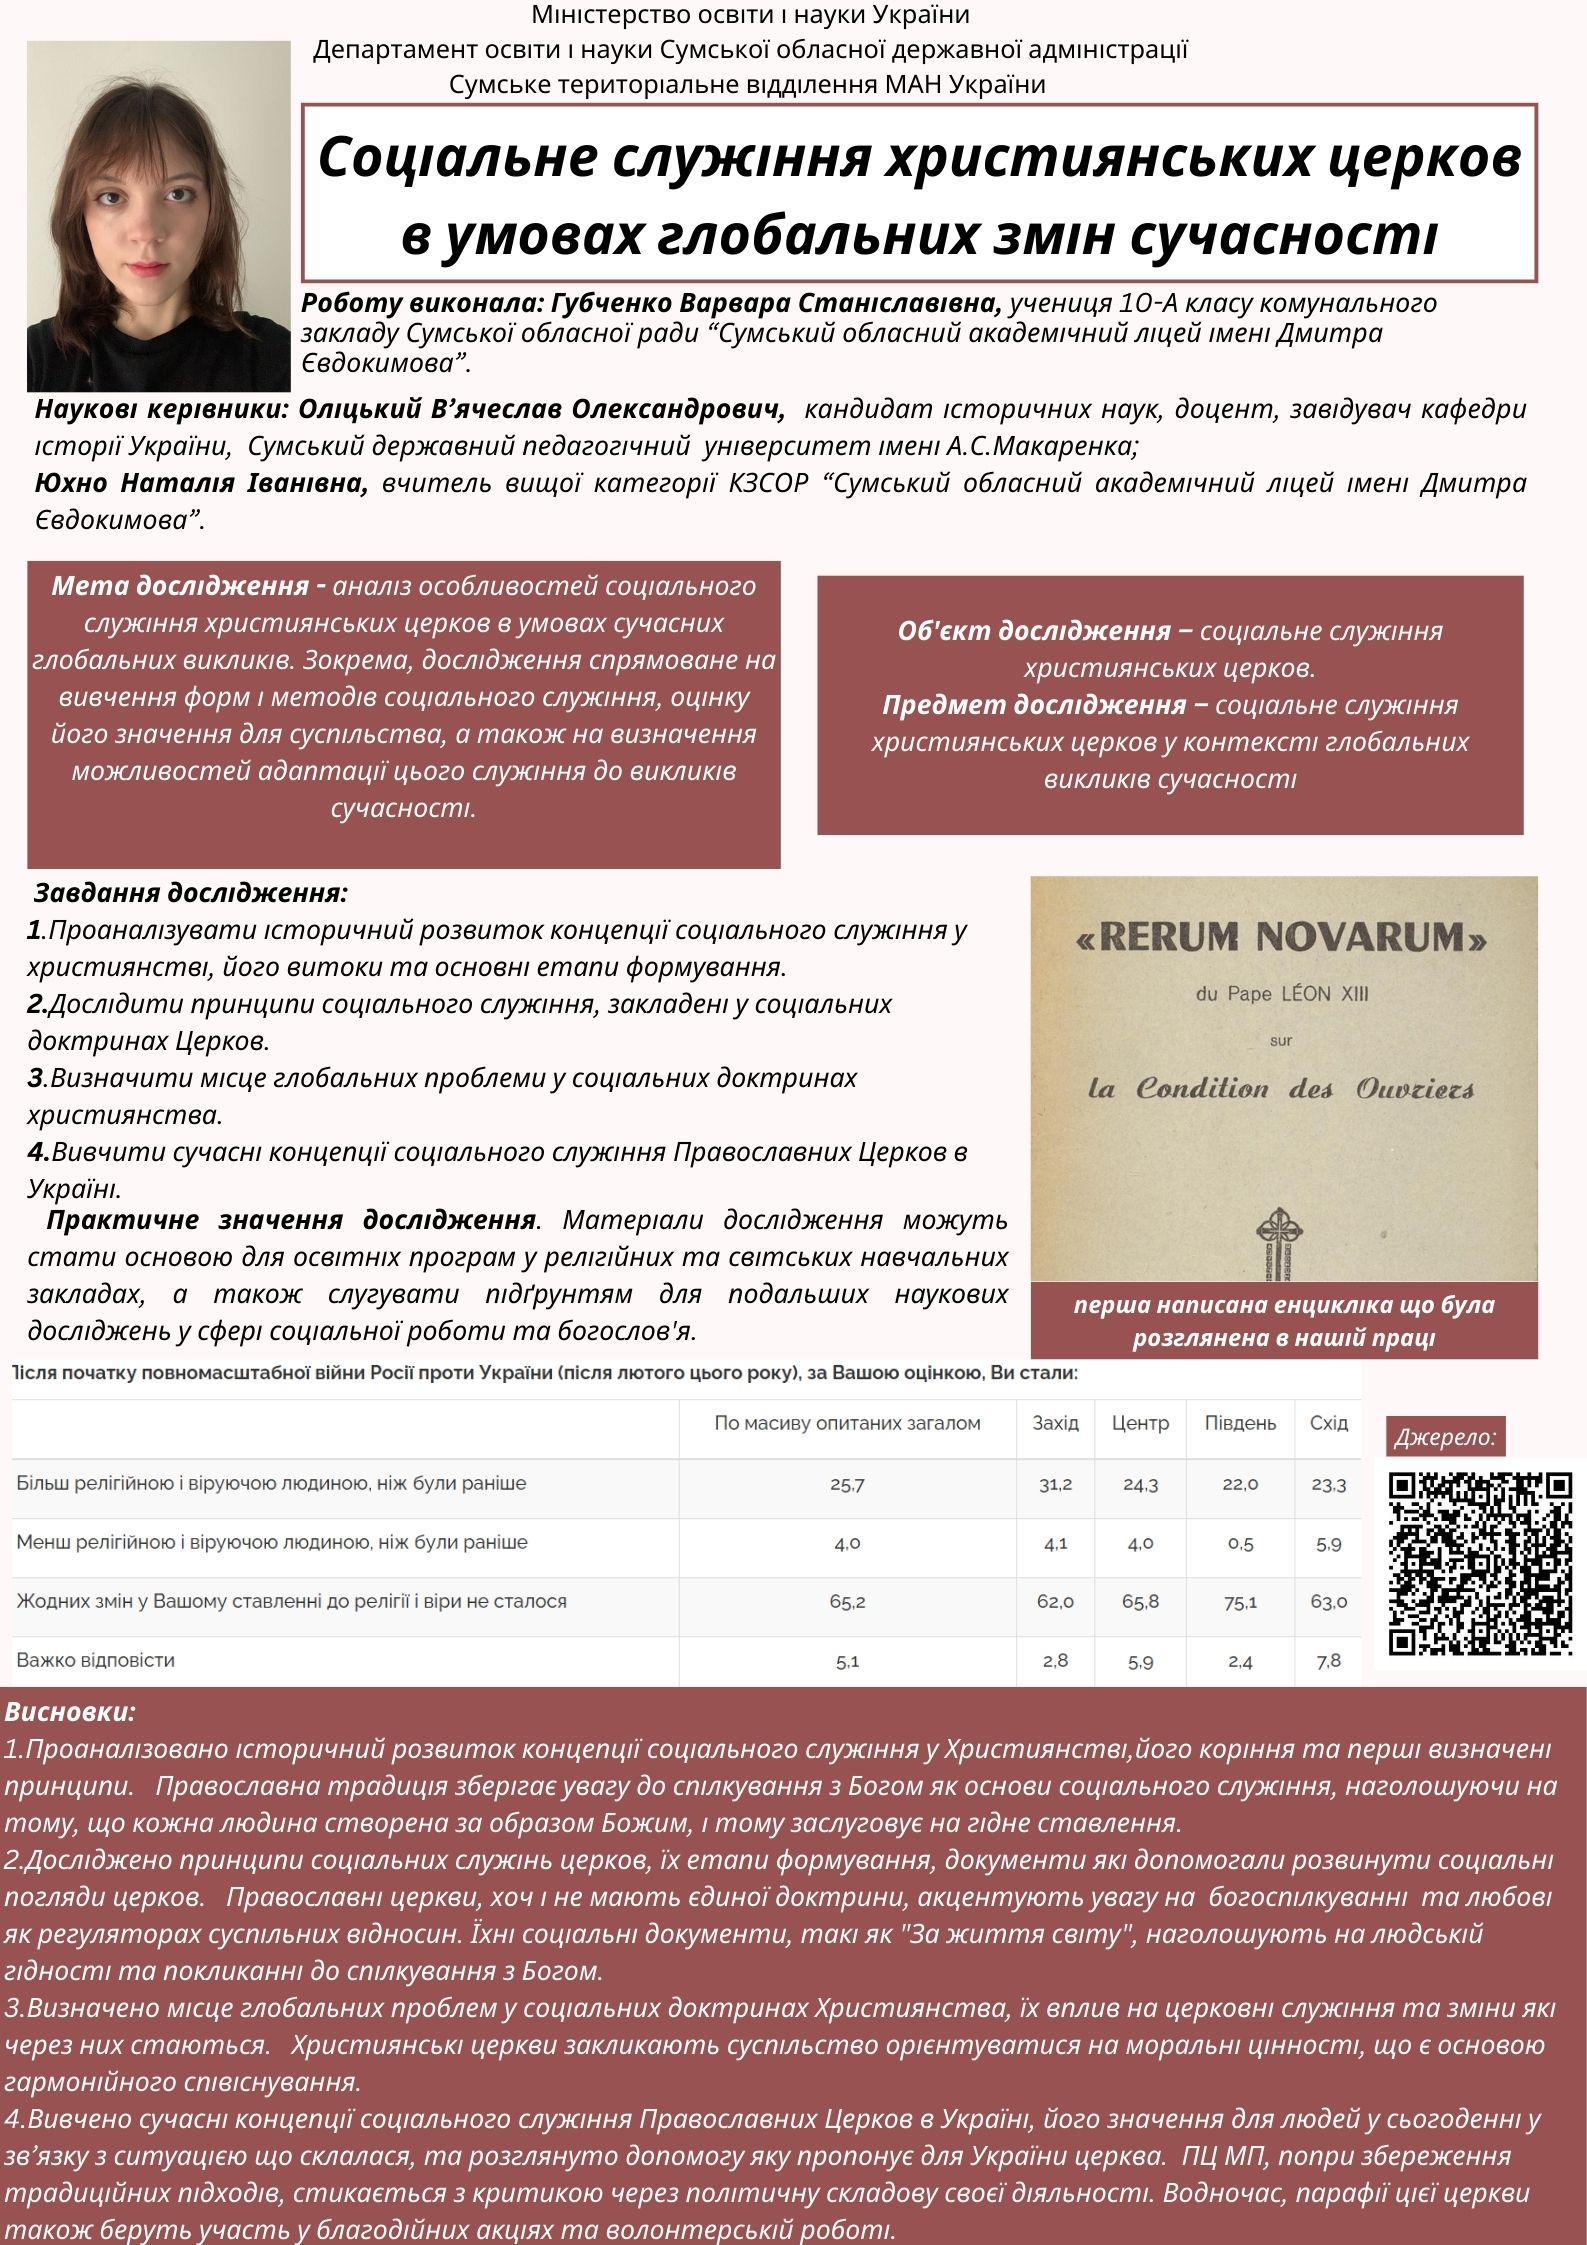 Міністерство освіти і науки України
Департамент освіти і науки Сумської обласної державної адміністрації
Сумське територіальне відділення МАН України
Соціальне служіння християнських церков
в умовах глобальних змін сучасності
Роботу виконала: Губченко Варвара Станіславівна, учениця 10-А класу комунального
закладу Сумської обласної ради “Сумський обласний академічний ліцей імені Дмитра
Євдокимова”.
Наукові керівники: Оліцький В’ячеслав Олександрович, кандидат історичних наук, доцент, завідувач кафедри
історії України, Сумський державний педагогічний університет імені А.С.Макаренка;
Юхно Наталія Іванівна, вчитель вищої категорії КЗСОР “Сумський обласний академічний ліцей імені Дмитра
Євдокимова”.
Мета дослідження - аналіз особливостей соціального
служіння християнських церков в умовах сучасних
глобальних викликів. Зокрема, дослідження спрямоване на
вивчення форм і методів соціального служіння, оцінку
його значення для суспільства, а також на визначення
можливостей адаптації цього служіння до викликів
сучасності.
Об'єкт дослідження – соціальне служіння
християнських церков.
Предмет дослідження – соціальне служіння
християнських церков у контексті глобальних
викликів сучасності
Завдання дослідження:
1.Проаналізувати історичний розвиток концепції соціального служіння у
християнстві, його витоки та основні етапи формування.
2.Дослідити принципи соціального служіння, закладені у соціальних
доктринах Церков.
3.Визначити місце глобальних проблеми у соціальних доктринах
християнства.
4.Вивчити сучасні концепції соціального служіння Православних Церков в
Україні.
Практичне значення дослідження. Матеріали дослідження можуть
стати основою для освітніх програм у релігійних та світських навчальних
закладах, а також слугувати підґрунтям для подальших наукових
досліджень у сфері соціальної роботи та богослов'я.
«RERUM NOVARUM»
du Pape LÉON XIII
sur
la Condition des Ouvriers
перша написана енцикліка що була
розглянена в нашій праці
Після початку повномасштабної війни Росії проти України (після лютого цього року), за Вашою оцінкою, Ви стали:
По масиву опитаних загалом Захід Центр Південь Схід
Більш релігійною і віруючою людиною, ніж були раніше 25,7 31,2 24,3 22,0 23,3
Менш релігійною і віруючою людиною, ніж були раніше 4,0 4,1 4,0 0,5 5,9
Жодних змін у Вашому ставленні до релігії і віри не сталося 65,2 62,0 65,8 75,1 63,0
Важко відповісти 5,1 2,8 5,9 2,4 7,8
Джерело:
Висновки:
1.Проаналізовано історичний розвиток концепції соціального служіння у Християнстві,його коріння та перші визначені
принципи. Православна традиція зберігає увагу до спілкування з Богом як основи соціального служіння, наголошуючи на
тому, що кожна людина створена за образом Божим, і тому заслуговує на гідне ставлення.
2.Досліджено принципи соціальних служінь церков, їх етапи формування, документи які допомогали розвинути соціальні
погляди церков. Православні церкви, хоч і не мають єдиної доктрини, акцентують увагу на богоспілкуванні та любові
як регуляторах суспільних відносин. Їхні соціальні документи, такі як "За життя світу", наголошують на людській
гідності та покликанні до спілкування з Богом.
3.Визначено місце глобальних проблем у соціальних доктринах Християнства, їх вплив на церковні служіння та зміни які
через них стаються. Християнські церкви закликають суспільство орієнтуватися на моральні цінності, що є основою
гармонійного співіснування.
4.Вивчено сучасні концепції соціального служіння Православних Церков в Україні, його значення для людей у сьогоденні у
зв’язку з ситуацією що склалася, та розглянуто допомогу яку пропонує для України церква. ПЦ МП, попри збереження
традиційних підходів, стикається з критикою через політичну складову своєї діяльності. Водночас, парафії цієї церкви
також беруть участь у благодійних акціях та волонтерській роботі.